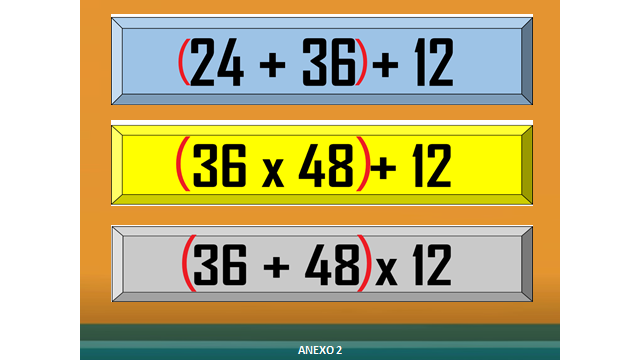 (24 + 36) + 12
(36 x 48) + 12
(36 + 48) x 12
ANEXO 2